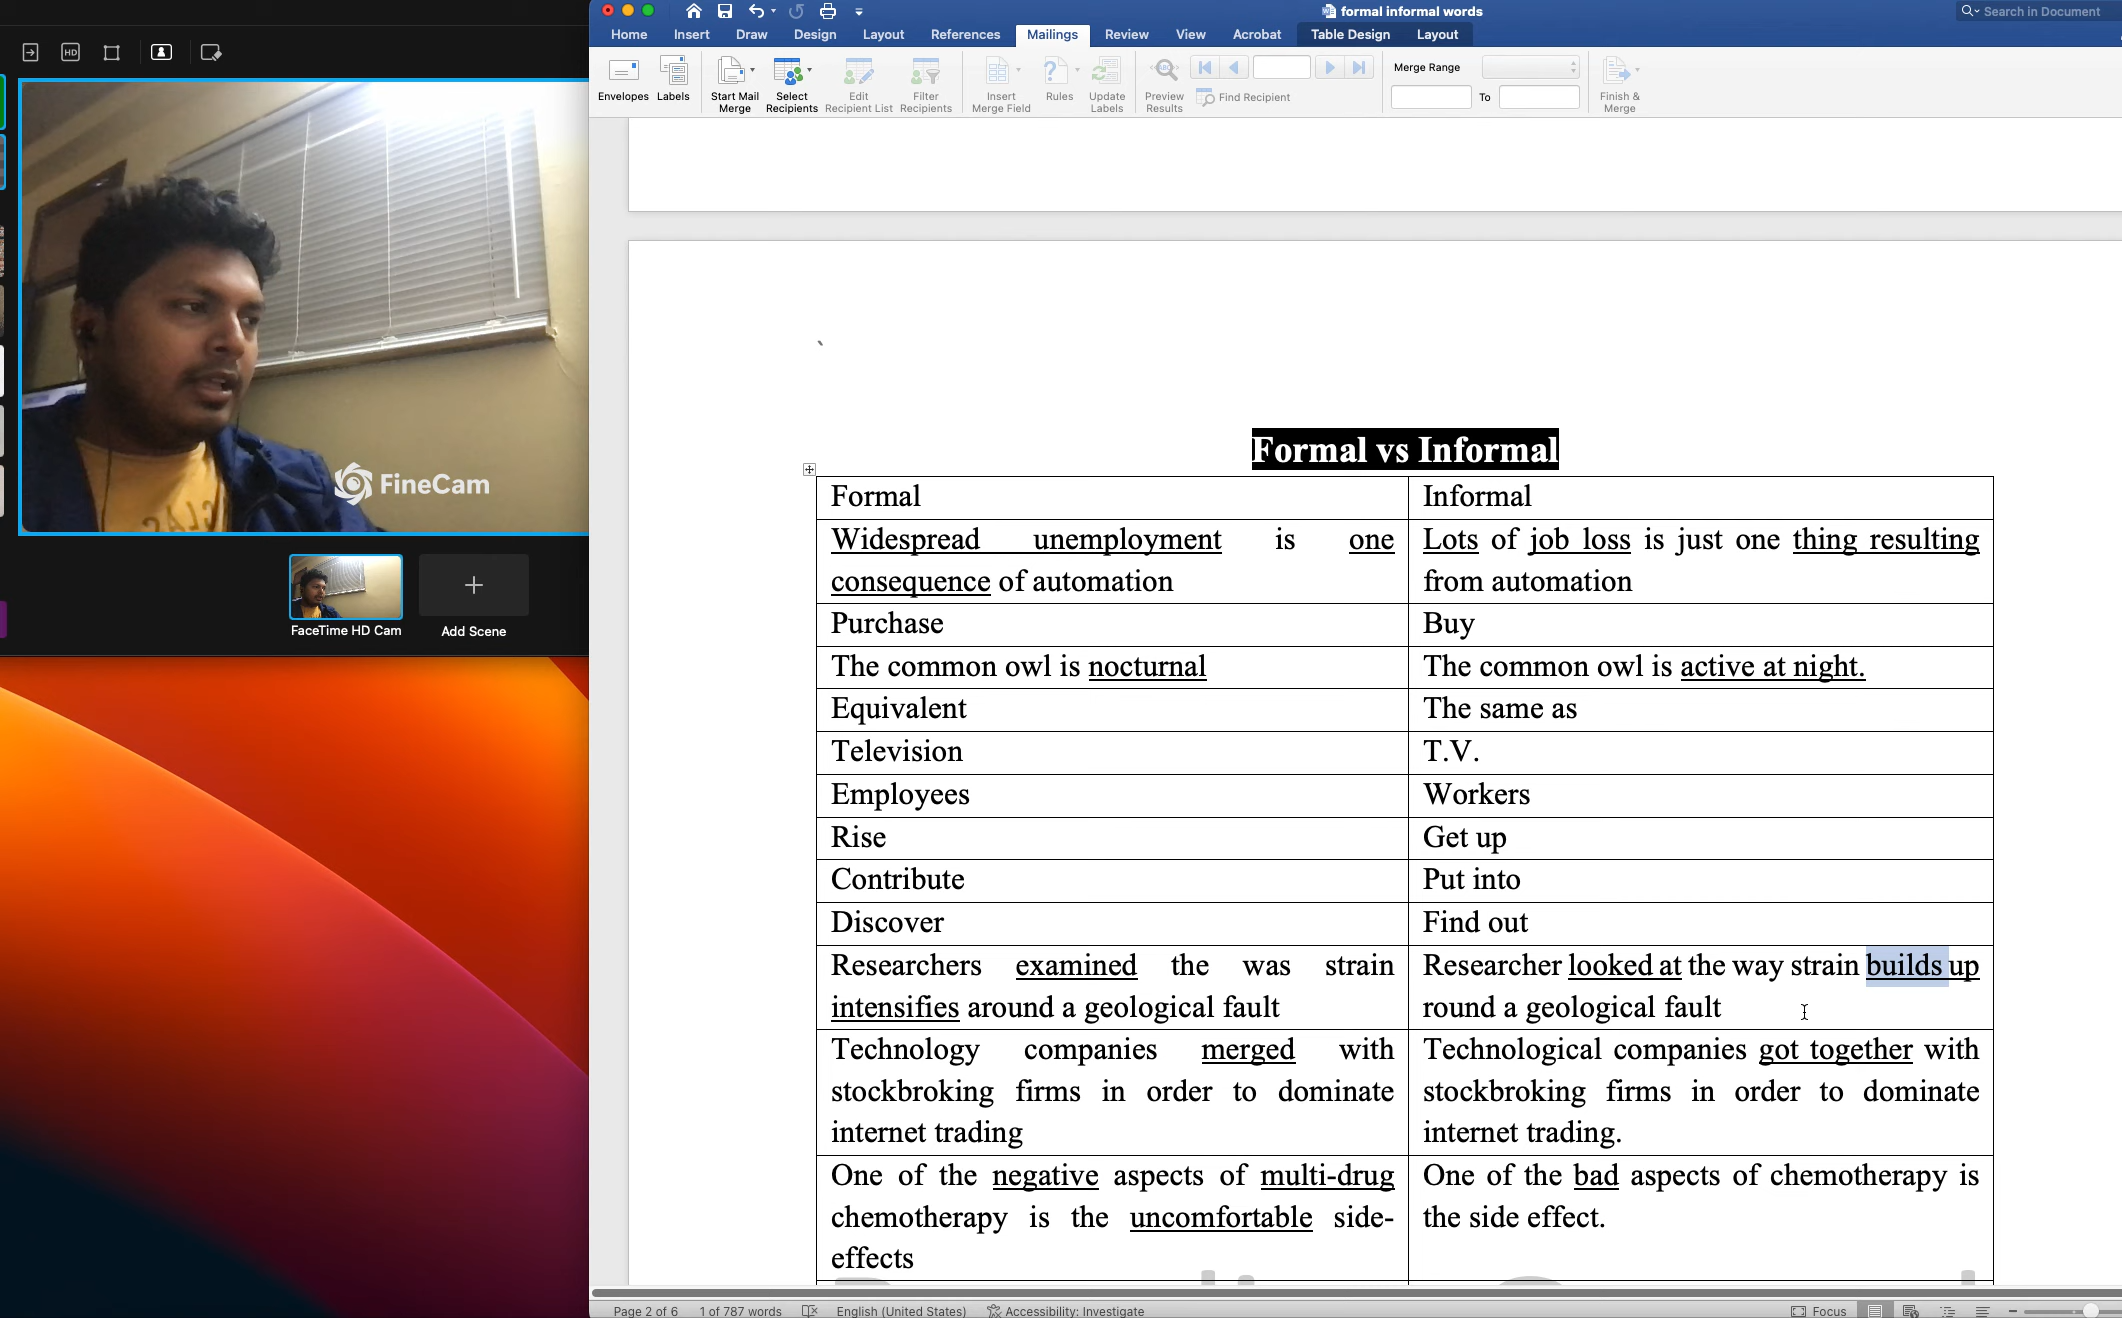 formal informal words
Search in Document
Home Insert Draw Design Layout References Mailings Review View Acrobat Table Design Layout
HD
Envelopes Labels Start Mail Merge Select Recipients Edit Recipient List Filter Recipients Insert Merge Field Rules Update Labels Preview Results Find Recipient Merge Range To Finish & Merge
FineCam
FaceTime HD Cam
Add Scene
`
Formal vs Informal
Formal
Informal
Widespread unemployment is one
consequence of automation
Lots of job loss is just one thing resulting
from automation
Purchase
Buy
The common owl is nocturnal
The common owl is active at night.
Equivalent
The same as
Television
T.V.
Employees
Workers
Rise
Get up
Contribute
Put into
Discover
Find out
Researchers examined the was strain
intensifies around a geological fault
Researcher looked at the way strain builds up
round a geological fault
Technology companies merged with
stockbroking firms in order to dominate
internet trading
Technological companies got together with
stockbroking firms in order to dominate
internet trading.
One of the negative aspects of multi-drug
chemotherapy is the uncomfortable side-
effects
One of the bad aspects of chemotherapy is
the side effect.
Page 2 of 6 1 of 787 words English (United States) Accessibility: Investigate Focus